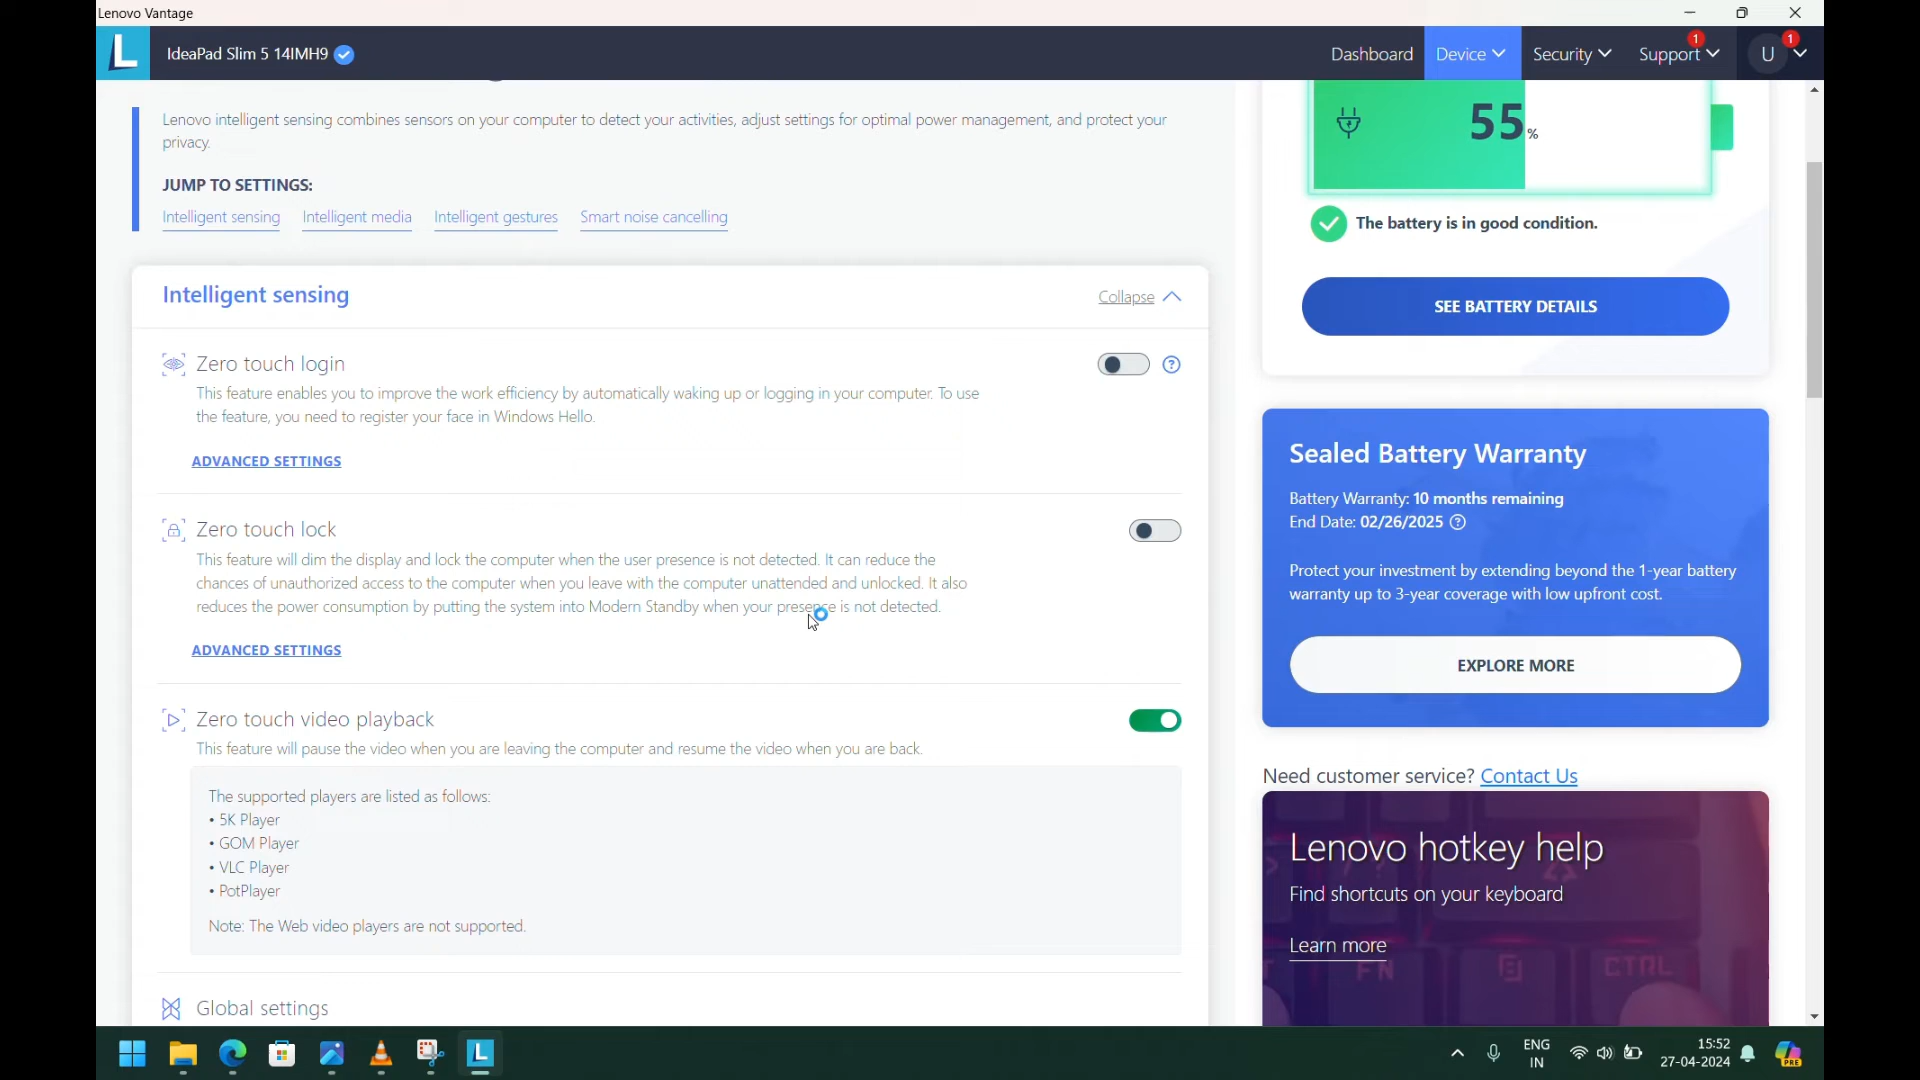 Lenovo Vantage
L
IdeaPad Slim 5 14IMH9
Dashboard
Device
Security
Support
1
U
1
Lenovo intelligent sensing combines sensors on your computer to detect your activities, adjust settings for optimal power management, and protect your
privacy.
JUMP TO SETTINGS:
Intelligent sensing
Intelligent media
Intelligent gestures
Smart noise cancelling
Intelligent sensing
Collapse
Zero touch login
This feature enables you to improve the work efficiency by automatically waking up or logging in your computer. To use
the feature, you need to register your face in Windows Hello.
ADVANCED SETTINGS
Zero touch lock
This feature will dim the display and lock the computer when the user presence is not detected. It can reduce the
chances of unauthorized access to the computer when you leave with the computer unattended and unlocked. It also
reduces the power consumption by putting the system into Modern Standby when your presence is not detected.
ADVANCED SETTINGS
Zero touch video playback
This feature will pause the video when you are leaving the computer and resume the video when you are back.
The supported players are listed as follows:
• 5K Player
• GOM Player
• VLC Player
• PotPlayer
Note: The Web video players are not supported.
Global settings
55%
The battery is in good condition.
SEE BATTERY DETAILS
Sealed Battery Warranty
Battery Warranty: 10 months remaining
End Date: 02/26/2025
Protect your investment by extending beyond the 1-year battery
warranty up to 3-year coverage with low upfront cost.
EXPLORE MORE
Need customer service? Contact Us
Lenovo hotkey help
Find shortcuts on your keyboard
Learn more
FN
CTRL
L
ENG
IN
15:52
27-04-2024
PRE